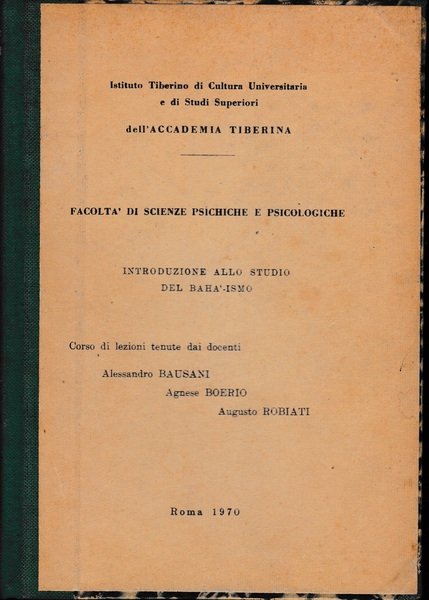 Istituto Tiberino di Cultura Universitaria
e di Studi Superiori
dell'ACCADEMIA TIBERINA
FACOLTA' DI SCIENZE PSICHICHE E PSICOLOGICHE
INTRODUZIONE ALLO STUDIO
DEL BAHA'-ISMO
Corso di lezioni tenute dai docenti
Alessandro BAUSANI
Agnese BOERIO
Augusto ROBIATI
Roma 1970